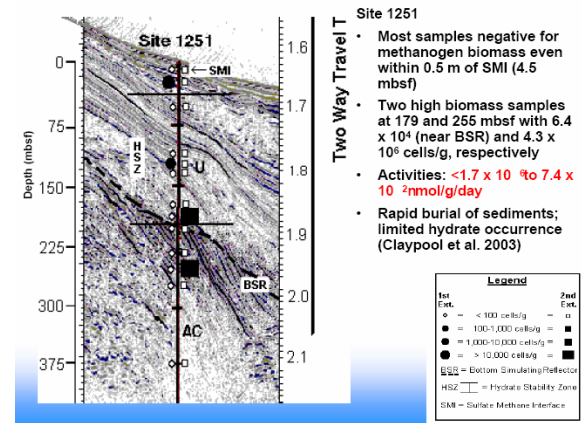 Site 1251
0
75
150
225
300
375
Depth (mbsf)
Site 1251
SMI
HSZ
U
BSR
AC
1.6
1.67
1.78
1.9
1.93
2.0
2.1
Two Way Travel T
• Most samples negative for
methanogen biomass even
within 0.5 m of SMI (4.5
mbsf)
• Two high biomass samples
at 179 and 255 mbsf with 6.4
x 10⁴ (near BSR) and 4.3 x
10⁶ cells/g, respectively
• Activities: <1.7 x 10 ⁶to 7.4 x
10 ²nmol/g/day
• Rapid burial of sediments;
limited hydrate occurrence
(Claypool et al. 2003)
Legend
1st Ext. 2nd Ext.
= < 100 cells/g =
= 100-1,000 cells/g =
= 1,000-10,000 cells/g =
= > 10,000 cells/g =
BSR = Bottom Simulating Reflector
HSZ = Hydrate Stability Zone
SMI = Sulfate Methane Interface